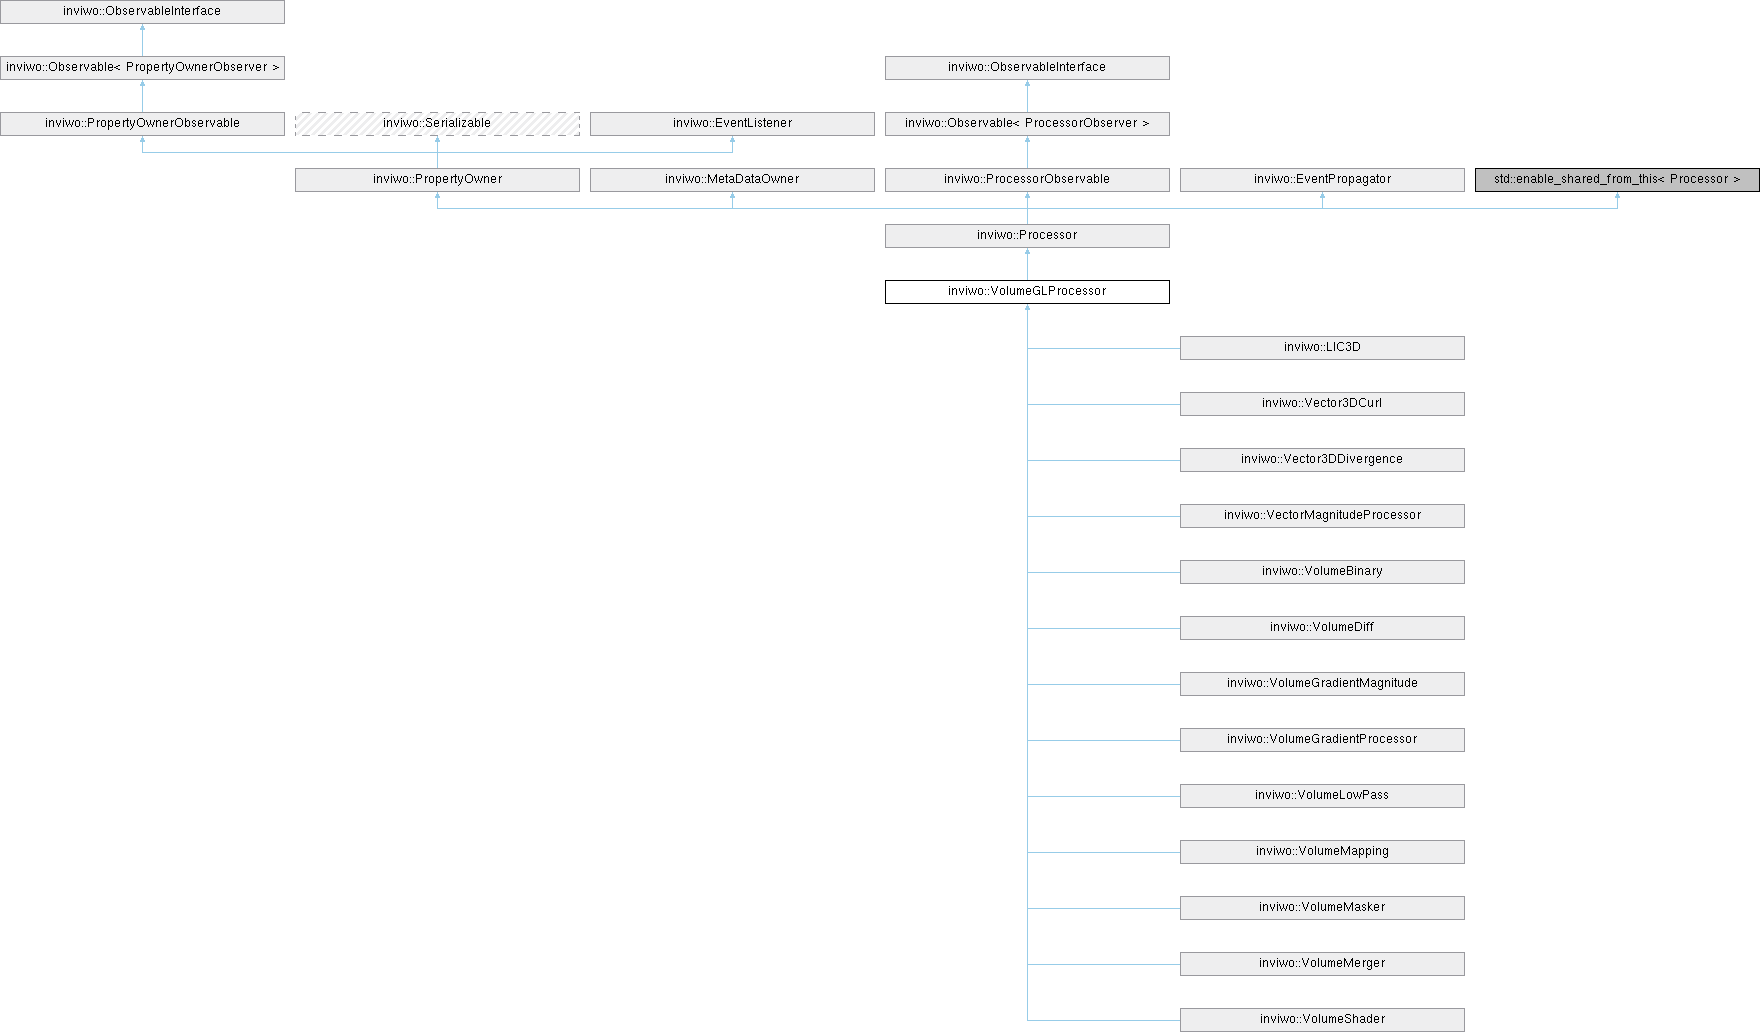 inviwo::ObservableInterface
inviwo::Observable< PropertyOwnerObserver >
inviwo::ObservableInterface
inviwo::PropertyOwnerObservable
inviwo::Serializable
inviwo::EventListener
inviwo::Observable< ProcessorObserver >
inviwo::PropertyOwner
inviwo::MetaDataOwner
inviwo::ProcessorObservable
inviwo::EventPropagator
std::enable_shared_from_this< Processor >
inviwo::Processor
inviwo::VolumeGLProcessor
inviwo::LIC3D
inviwo::Vector3DCurl
inviwo::Vector3DDivergence
inviwo::VectorMagnitudeProcessor
inviwo::VolumeBinary
inviwo::VolumeDiff
inviwo::VolumeGradientMagnitude
inviwo::VolumeGradientProcessor
inviwo::VolumeLowPass
inviwo::VolumeMapping
inviwo::VolumeMasker
inviwo::VolumeMerger
inviwo::VolumeShader